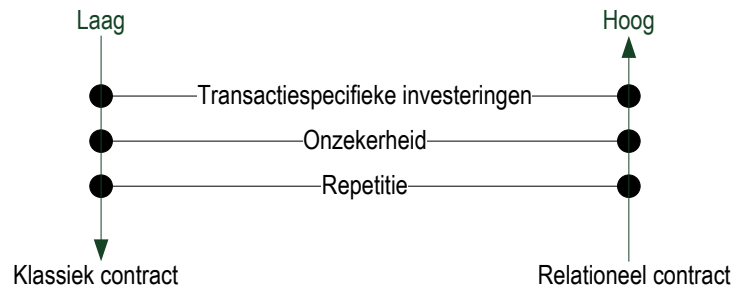 Laag
Hoog
Transactiespecifieke investeringen
Onzekerheid
Repetitie
Klassiek contract
Relationeel contract